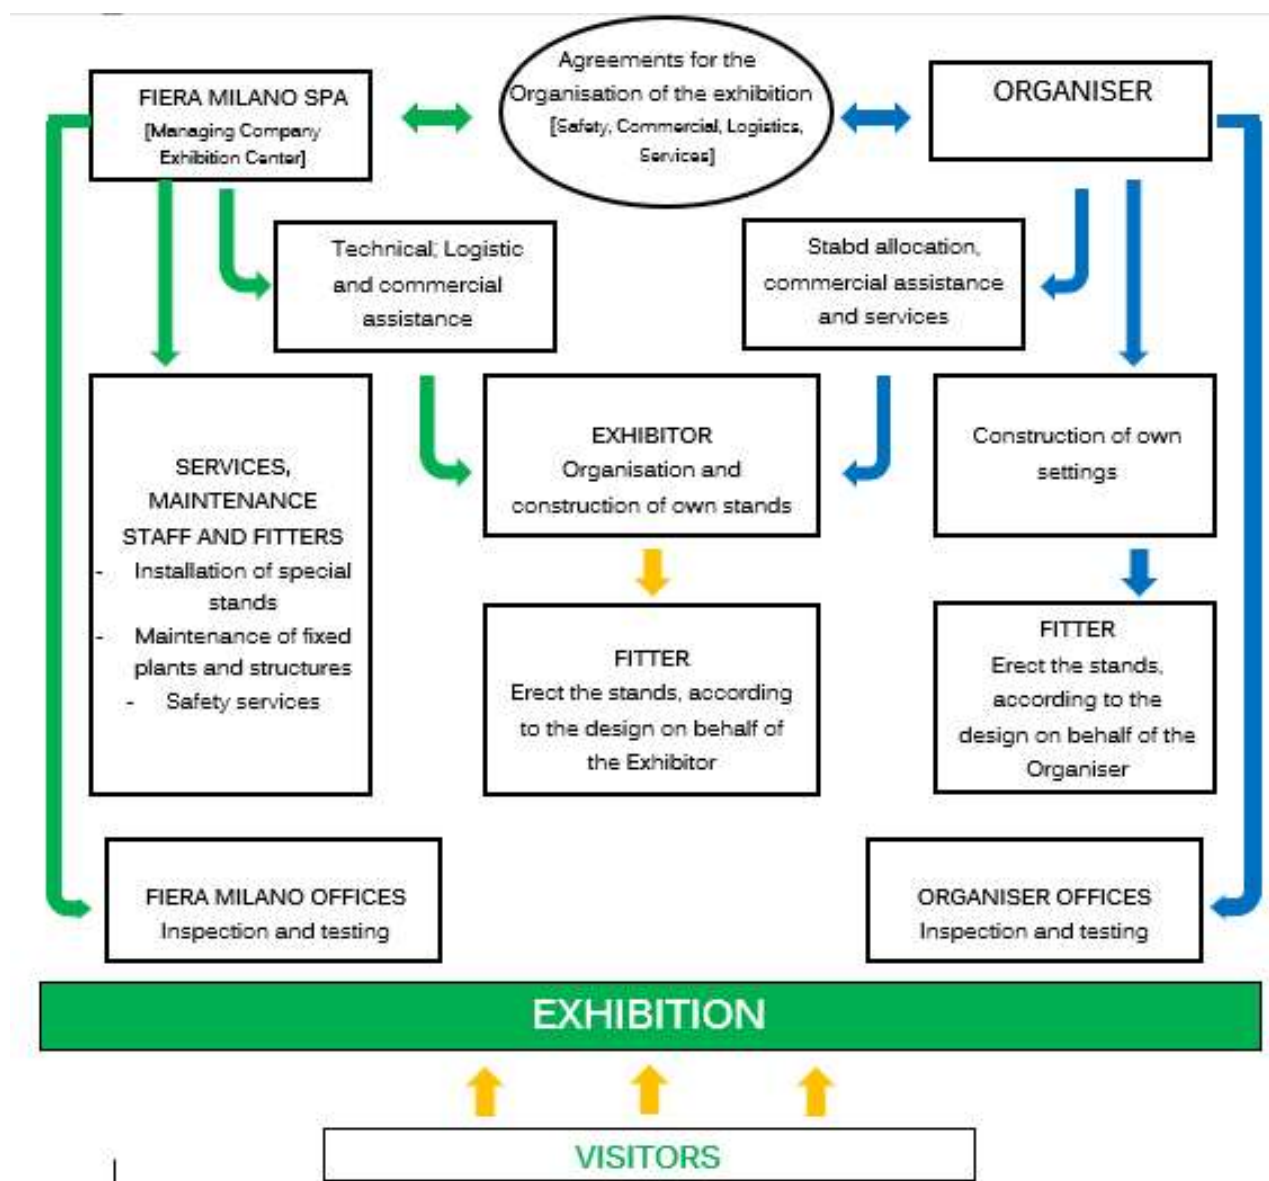 Agreements for the
Organisation of the exhibition
[Safety, Commercial, Logistics,
Services]
FIERA MILANO SPA
[Managing Company
Exhibition Center]
ORGANISER
Technical; Logistic
and commercial
assistance
Stabd allocation,
commercial assistance
and services
SERVICES,
MAINTENANCE
STAFF AND FITTERS
- Installation of special
stands
- Maintenance of fixed
plants and structures
- Safety services
EXHIBITOR
Organisation and
construction of own stands
Construction of own
settings
FITTER
Erect the stands, according
to the design on behalf of
the Exhibitor
FITTER
Erect the stands,
according to the
design on behalf of the
Organiser
FIERA MILANO OFFICES
Inspection and testing
ORGANISER OFFICES
Inspection and testing
EXHIBITION
VISITORS